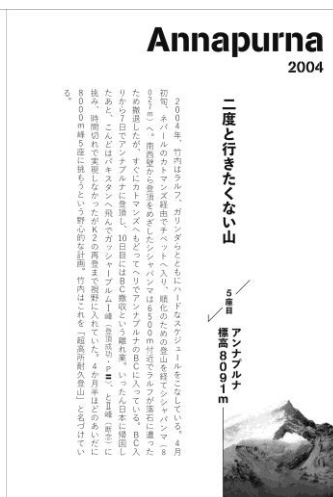 Annapurna
2004
二度と行きたくない山
5座目
アンナプルナ
標高8091m
2004年、竹内はラルフ、ガリンダらとともにハードなスケジュールをこなしている。4月
初旬、ネパールのカトマンズ経由でチベットへ入り、順化のための登山を経てシシャパンマ(8
027m)へ。南西壁から登頂をめざしたシシャパンマは6500m付近でラルフが落石に遭った
ため撤退したが、すぐにカトマンズへもどってヘリでアンナプルナのBCに入っている。BC入
りから7日でアンナプルナに登頂し、10日目にはBC撤収という離れ業。いったん日本に帰国し
たあと、こんどはパキスタンへ飛んでガッシャーブルムⅠ峰(登頂成功・P■)、とⅡ峰(断念)に
挑み、時間切れで実現しなかったがK2の再登まで視野に入れていた。4か月半ほどのあいだに
8000m峰5座に挑もうという野心的な計画。竹内はこれを「超高所耐久登山」と名づけてい
る。